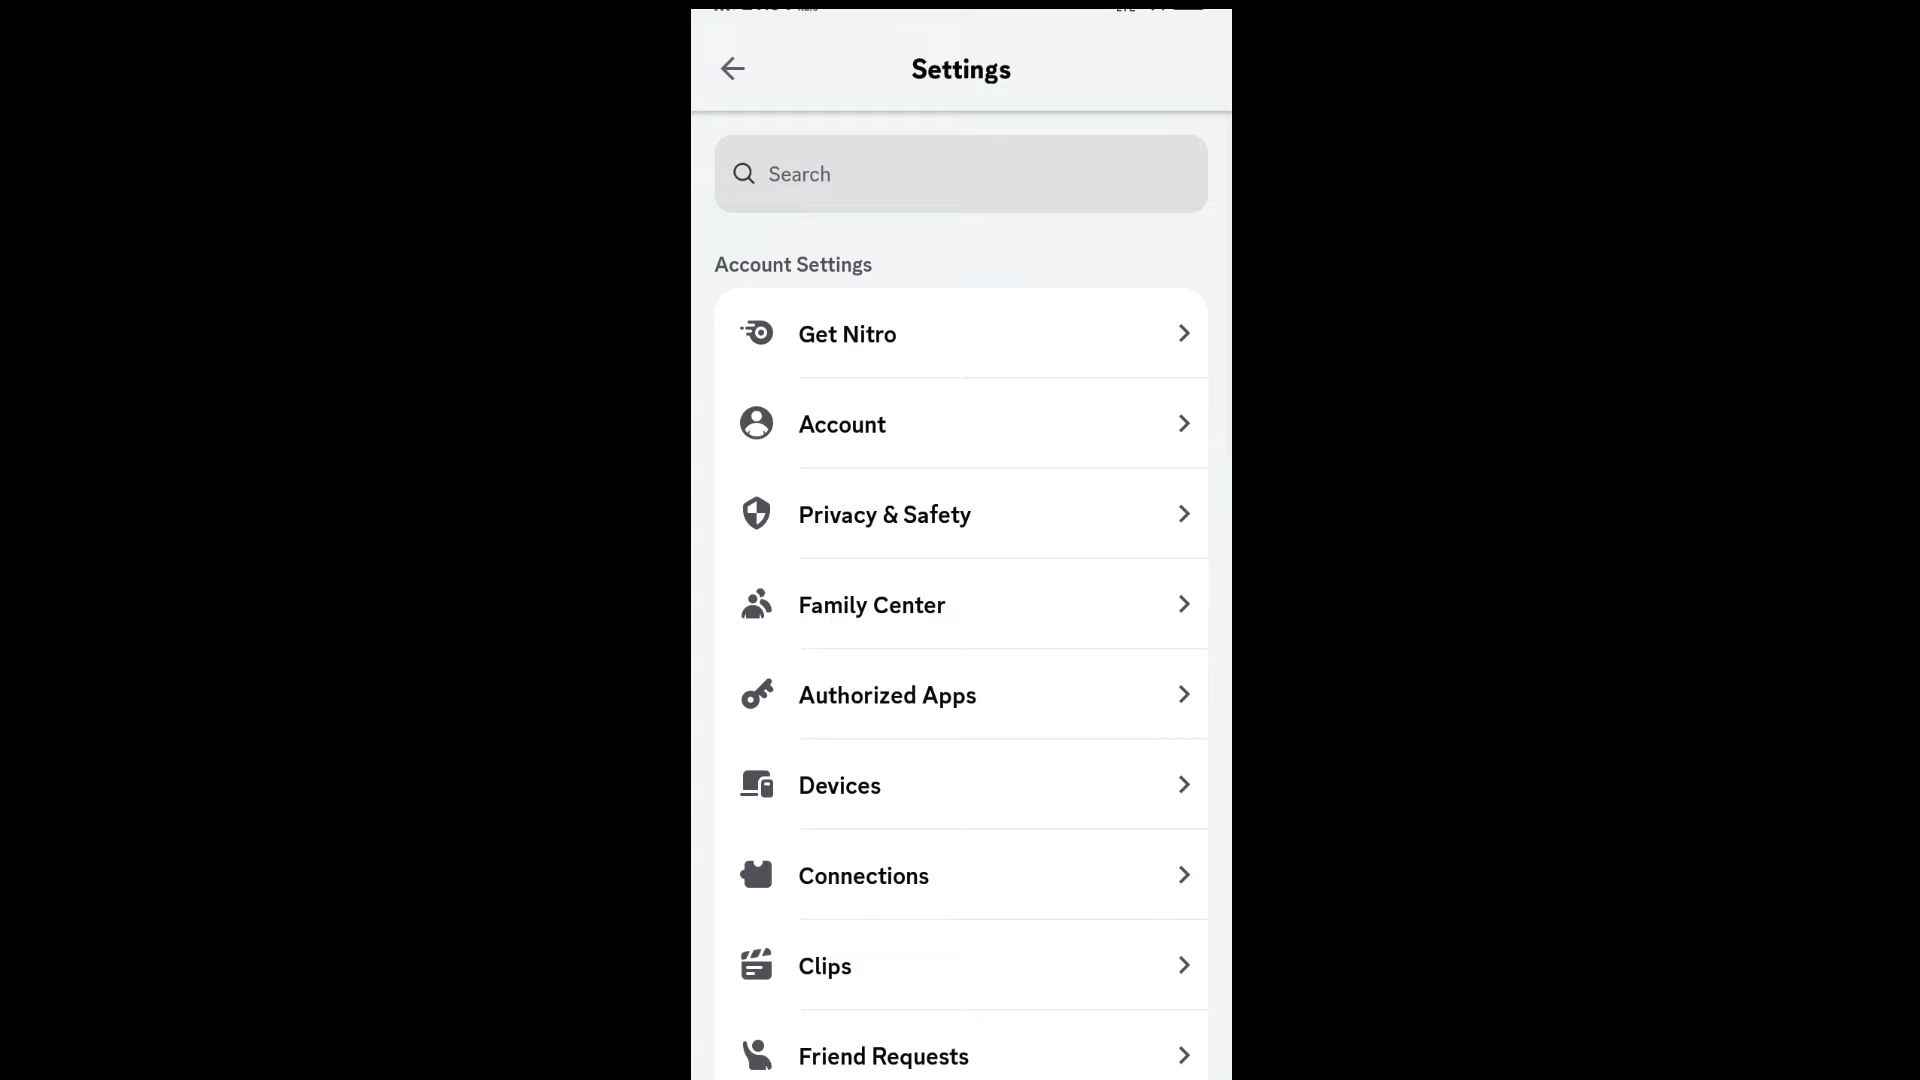 Settings
Search
Account Settings
Get Nitro
Account
Privacy & Safety
Family Center
Authorized Apps
Devices
Connections
Clips
Friend Requests